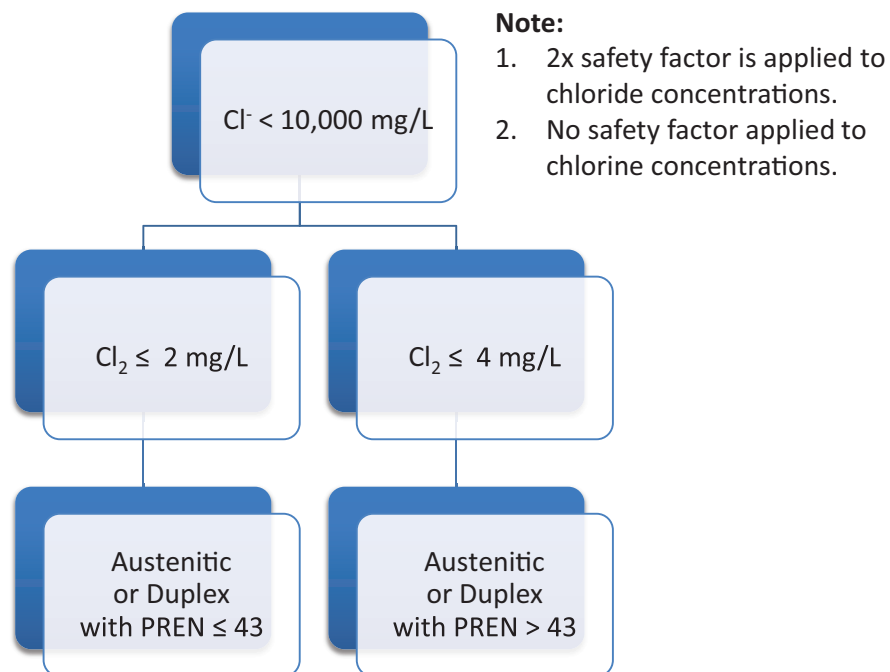 Note:
1. 2x safety factor is applied to
chloride concentrations.
2. No safety factor applied to
chlorine concentrations.
Cl⁻ < 10,000 mg/L
Cl₂ ≤ 2 mg/L
Cl₂ ≤ 4 mg/L
Austenitic
or Duplex
with PREN ≤ 43
Austenitic
or Duplex
with PREN > 43